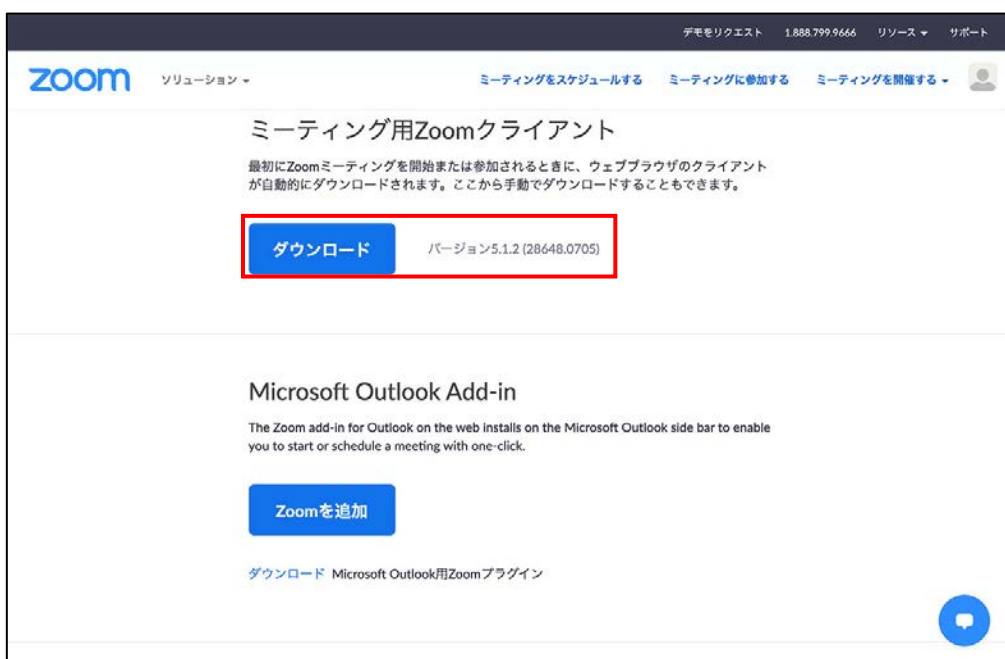 デモをリクエスト 1.888.799.9666 リソース サポート
zoom ソリューション ミーティングをスケジュールする ミーティングに参加する ミーティングを開催する
ミーティング用Zoomクライアント
最初にZoomミーティングを開始または参加されるときに、ウェブブラウザのクライアント
が自動的にダウンロードされます。ここから手動でダウンロードすることもできます。
ダウンロード バージョン5.1.2 (28648.0705)
Microsoft Outlook Add-in
The Zoom add-in for Outlook on the web installs on the Microsoft Outlook side bar to enable
you to start or schedule a meeting with one-click.
Zoomを追加
ダウンロード Microsoft Outlook用Zoomプラグイン